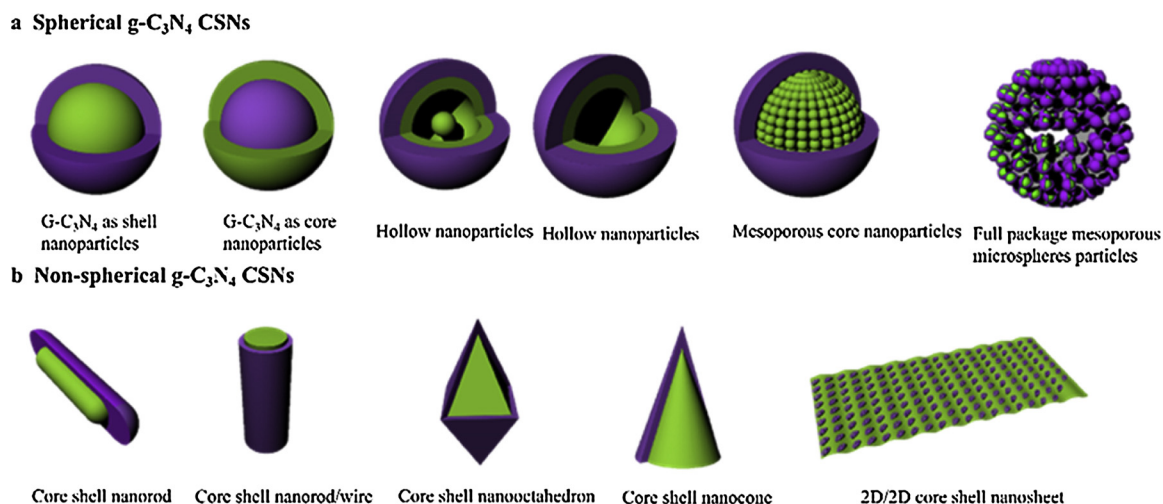 a Spherical g-C₃N₄ CSNs
G-C₃N₄ as shell
nanoparticles
G-C₃N₄ as core
nanoparticles
Hollow nanoparticles
Hollow nanoparticles
Mesoporous core nanoparticles
Full package mesoporous
microspheres particles
b Non-spherical g-C₃N₄ CSNs
Core shell nanorod
Core shell nanorod/wire
Core shell nanooctahedron
Core shell nanocone
2D/2D core shell nanosheet